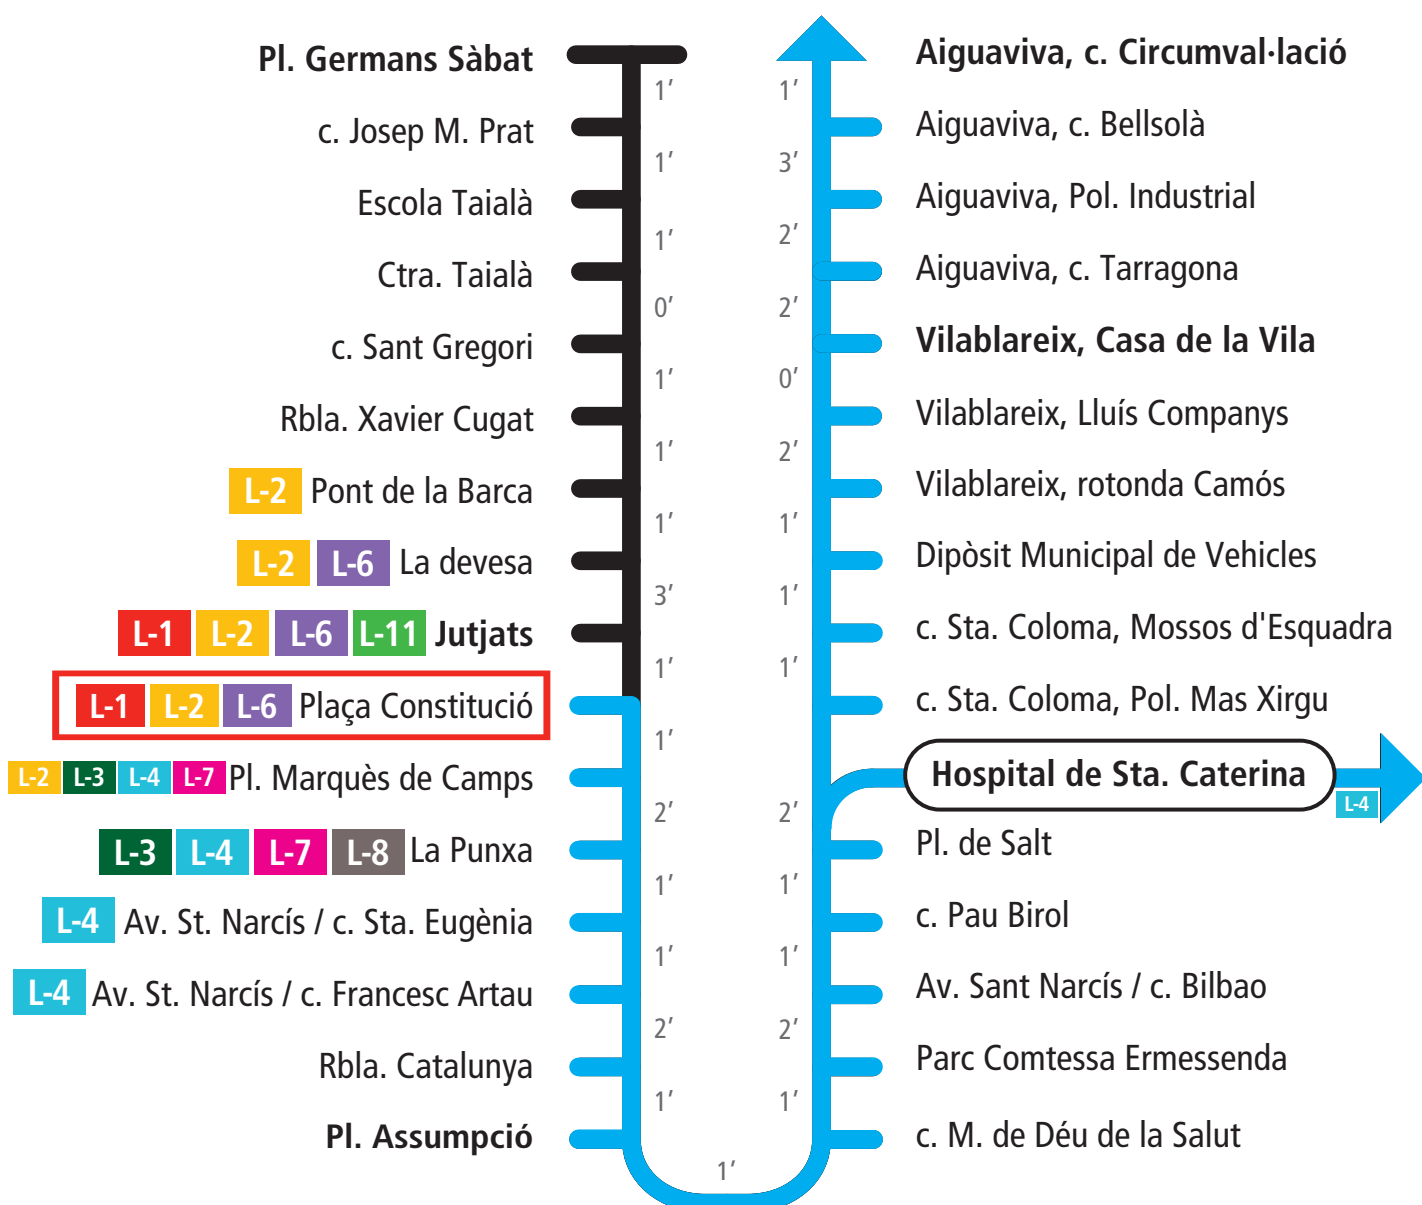 Pl. Germans Sàbat
1’
c. Josep M. Prat
1’
Escola Taialà
1’
Ctra. Taialà
0’
c. Sant Gregori
1’
Rbla. Xavier Cugat
1’
L-2 Pont de la Barca
1’
L-2 L-6 La devesa
3’
L-1 L-2 L-6 L-11 Jutjats
1’
L-1 L-2 L-6 Plaça Constitució
1’
L-2 L-3 L-4 L-7 Pl. Marquès de Camps
2’
L-3 L-4 L-7 L-8 La Punxa
1’
L-4 Av. St. Narcís / c. Sta. Eugènia
1’
L-4 Av. St. Narcís / c. Francesc Artau
2’
Rbla. Catalunya
1’
Pl. Assumpció
1’
Aiguaviva, c. Circumval·lació
1’
Aiguaviva, c. Bellsolà
3’
Aiguaviva, Pol. Industrial
2’
Aiguaviva, c. Tarragona
2’
Vilablareix, Casa de la Vila
0’
Vilablareix, Lluís Companys
2’
Vilablareix, rotonda Camós
1’
Dipòsit Municipal de Vehicles
1’
c. Sta. Coloma, Mossos d'Esquadra
1’
c. Sta. Coloma, Pol. Mas Xirgu
Hospital de Sta. Caterina
L-4
2’
Pl. de Salt
1’
c. Pau Birol
1’
Av. Sant Narcís / c. Bilbao
2’
Parc Comtessa Ermessenda
1’
c. M. de Déu de la Salut